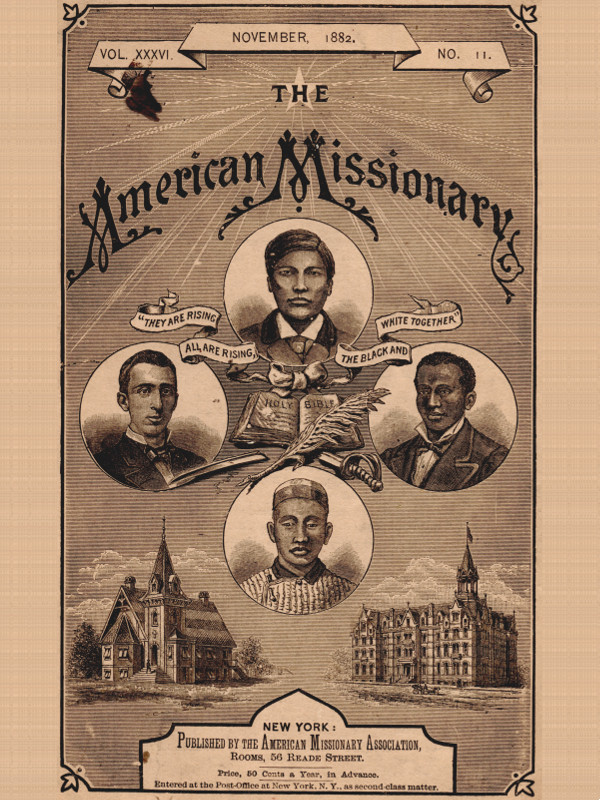 NOVEMBER, 1882.
VOL. XXXVI.
NO. 11.
THE
American Missionary
"THEY ARE RISING
ALL ARE RISING,
THE BLACK AND
WHITE TOGETHER"
HOLY BIBLE
NEW YORK:
PUBLISHED BY THE AMERICAN MISSIONARY ASSOCIATION,
ROOMS, 56 READE STREET.
Price, 50 Cents a Year, in Advance.
Entered at the Post-Office at New York, N. Y., as second-class matter.